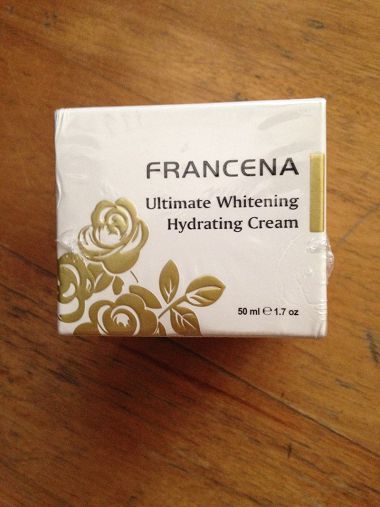 FRANCENA
Ultimate Whitening
Hydrating Cream
50 ml ℮ 1.7 oz